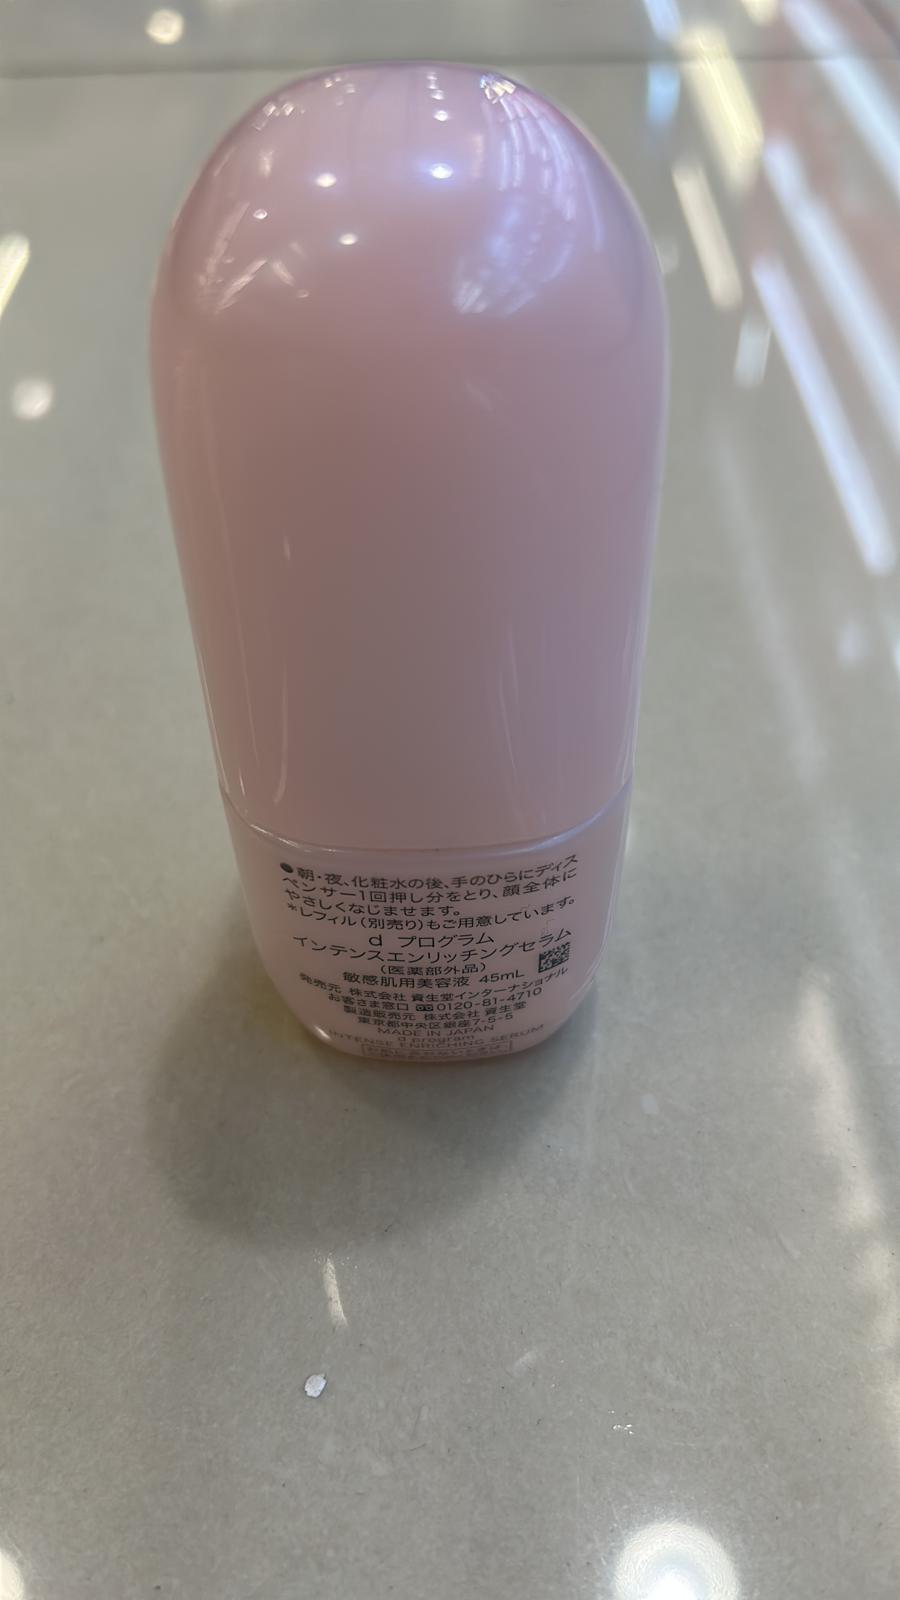 ●朝・夜、化粧水の後、手のひらにディス
ペンサー1回押し分をとり、顔全体に
やさしくなじませます。
*レフィル(別売り)もご用意しています。
d プログラム
インテンスエンリッチングセラム
(医薬部外品)
敏感肌用美容液 45mL
発売元 株式会社 資生堂インターナショナル
お客さま窓口 0120-81-4710
製造販売元 株式会社 資生堂
東京都中央区銀座7-5-5
MADE IN JAPAN
d program
INTENSE ENRICHING SERUM